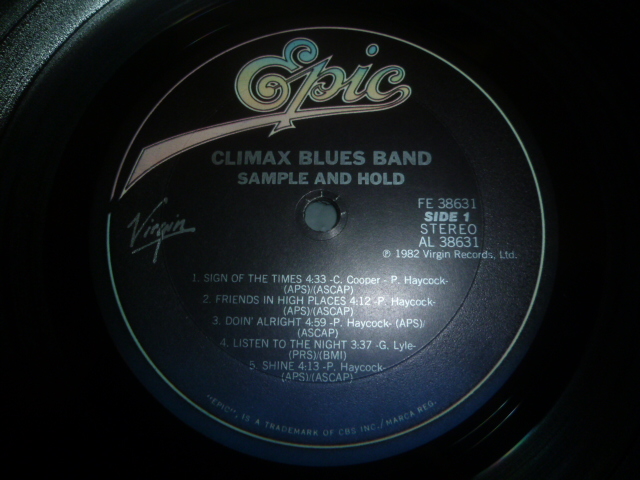 Epic
CLIMAX BLUES BAND
SAMPLE AND HOLD
FE 38631
SIDE 1
STEREO
AL 38631
Virgin
℗ 1982 Virgin Records, Ltd.
1. SIGN OF THE TIMES 4:33 -C. Cooper - P. Haycock-
(APS)/(ASCAP)
2. FRIENDS IN HIGH PLACES 4:12 -P. Haycock-
(APS)/(ASCAP)
3. DOIN' ALRIGHT 4:59 -P. Haycock- (APS)/
(ASCAP)
4. LISTEN TO THE NIGHT 3:37 -G. Lyle-
(PRS)/(BMI)
5. SHINE 4:13 -P. Haycock-
(APS)/(ASCAP)
"EPIC", IS A TRADEMARK OF CBS INC./MARCA REG.